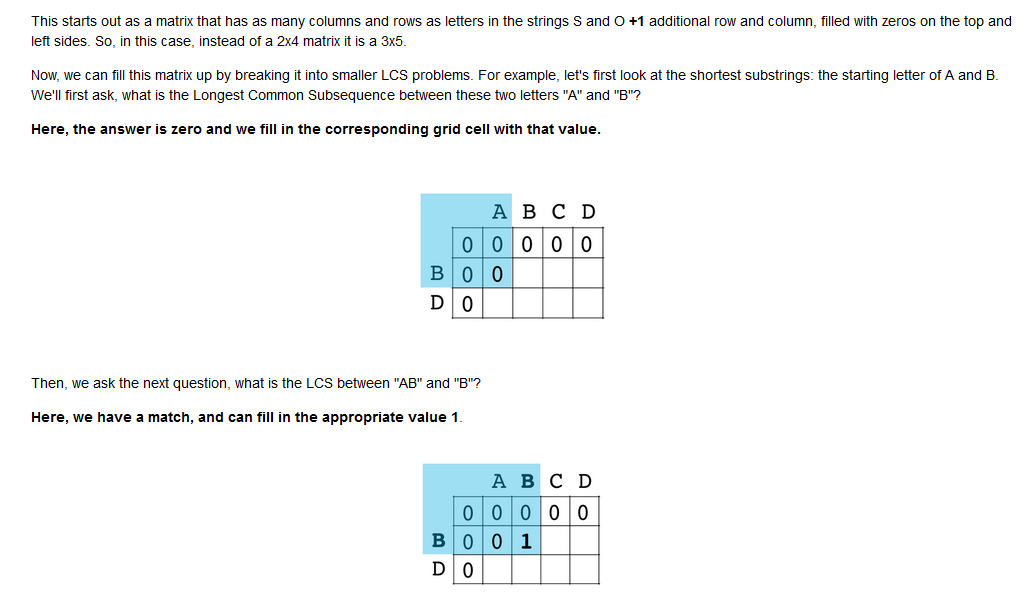 This starts out as a matrix that has as many columns and rows as letters in the strings S and O +1 additional row and column, filled with zeros on the top and
left sides. So, in this case, instead of a 2x4 matrix it is a 3x5.
Now, we can fill this matrix up by breaking it into smaller LCS problems. For example, let's first look at the shortest substrings: the starting letter of A and B.
We'll first ask, what is the Longest Common Subsequence between these two letters "A" and "B"?
Here, the answer is zero and we fill in the corresponding grid cell with that value.
A B C D
0 0 0 0 0
B 0 0
D 0
Then, we ask the next question, what is the LCS between "AB" and "B"?
Here, we have a match, and can fill in the appropriate value 1.
A B C D
0 0 0 0 0
B 0 0 1
D 0